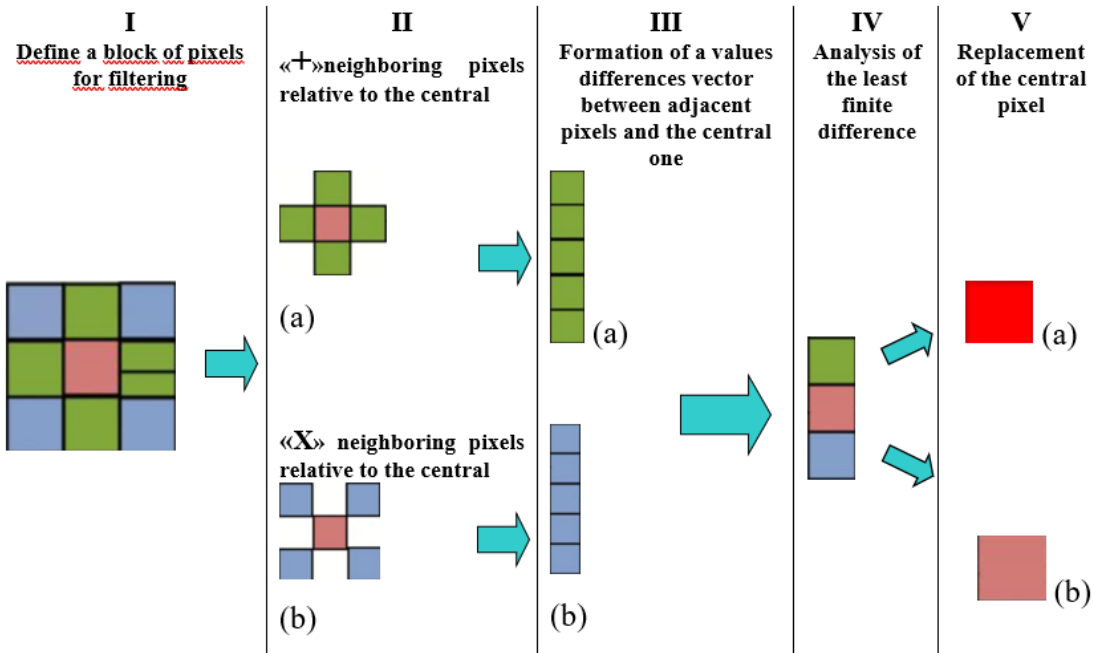 I
Define a block of pixels
for filtering
II
«+»neighboring pixels
relative to the central
(a)
«X» neighboring pixels
relative to the central
(b)
III
Formation of a values
differences vector
between adjacent
pixels and the central
one
(a)
(b)
IV
Analysis of
the least
finite
difference
V
Replacement
of the central
pixel
(a)
(b)